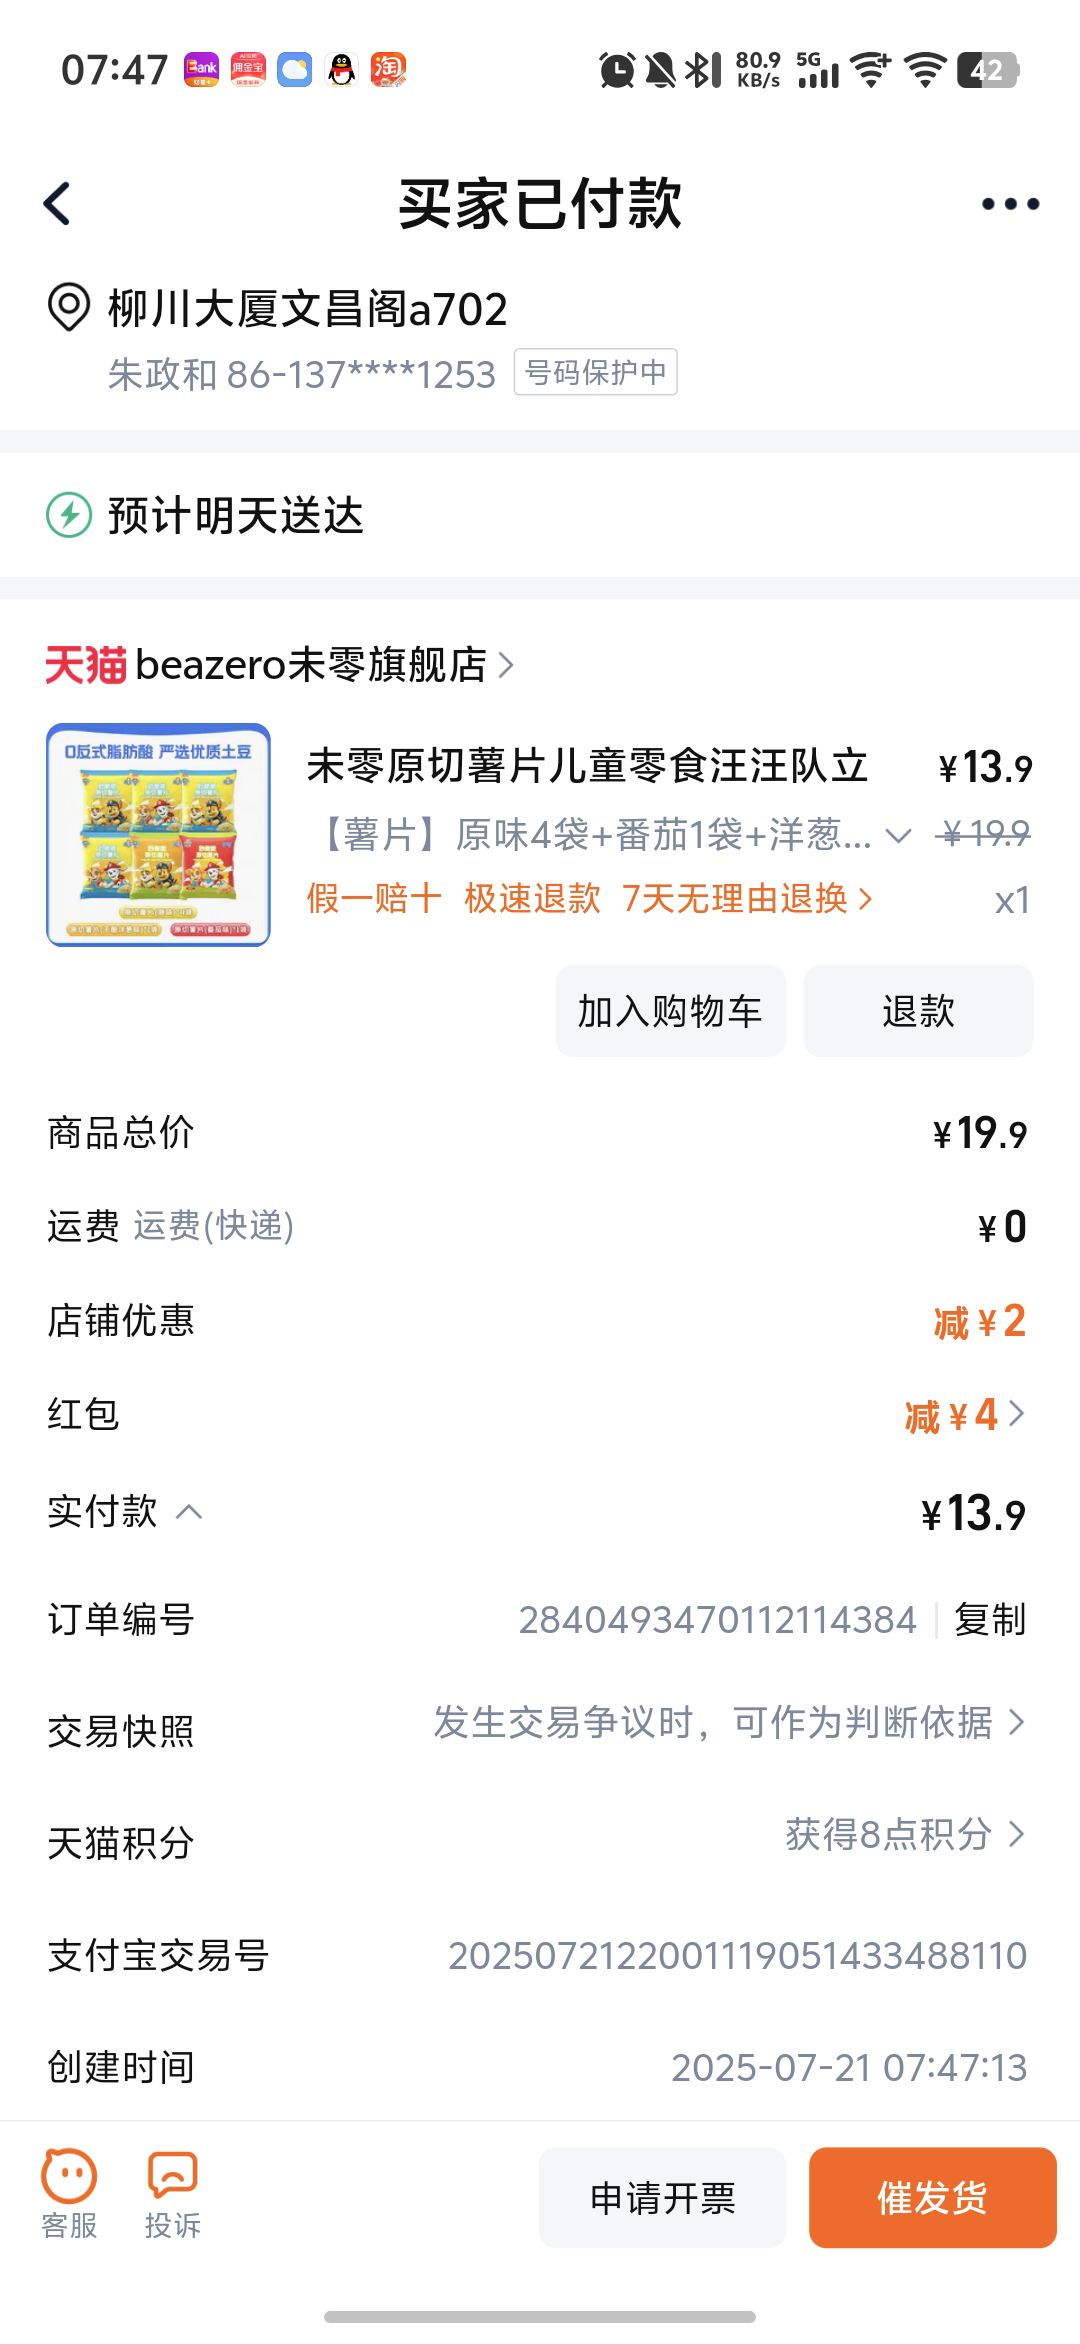 07:47
Bank
佣金宝
淘
80.9
KB/s
5G
42
买家已付款
柳川大厦文昌阁a702
朱政和 86-137****1253 号码保护中
预计明天送达
天猫 beazero未零旗舰店
0反式脂肪酸 严选优质土豆
未零原切薯片儿童零食汪汪队立 ¥13.9
【薯片】原味4袋+番茄1袋+洋葱... ¥19.9
假一赔十 极速退款 7天无理由退换 x1
加入购物车 退款
商品总价 ¥19.9
运费 运费(快递) ¥0
店铺优惠 减¥2
红包 减¥4
实付款 ¥13.9
订单编号 2840493470112114384 复制
交易快照 发生交易争议时，可作为判断依据
天猫积分 获得8点积分
支付宝交易号 2025072122001119051433488110
创建时间 2025-07-21 07:47:13
客服 投诉 申请开票 催发货